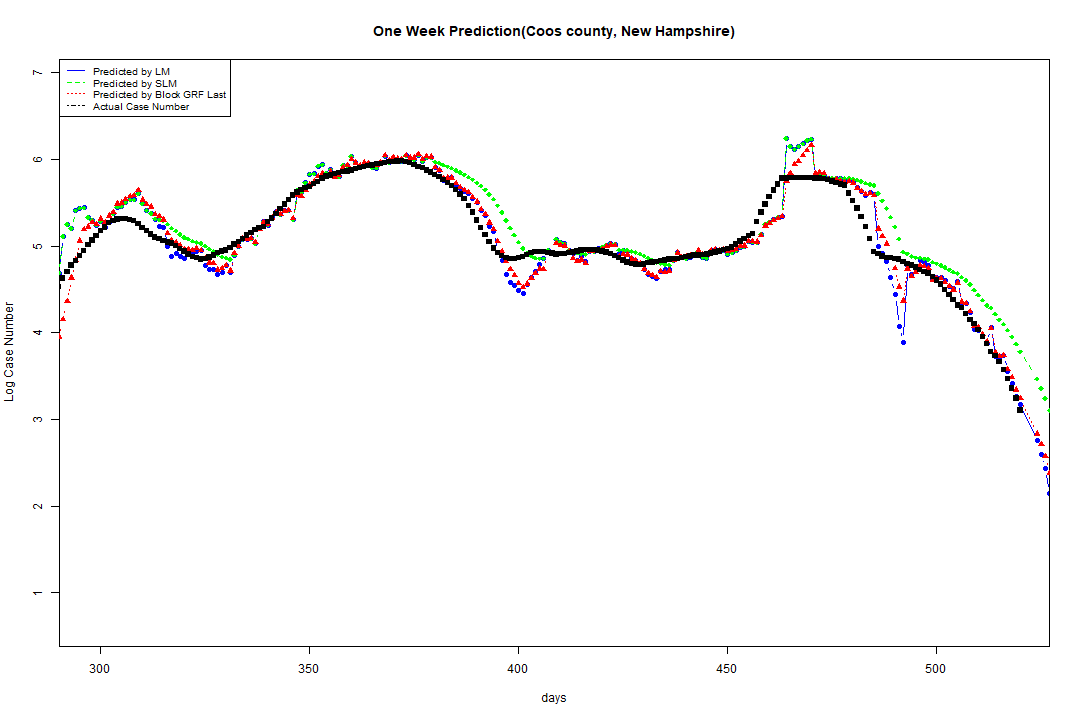 One Week Prediction(Coos county, New Hampshire)
Predicted by LM
Predicted by SLM
Predicted by Block GRF Last
Actual Case Number
7
6
5
4
3
2
1
Log Case Number
300 350 400 450 500
days